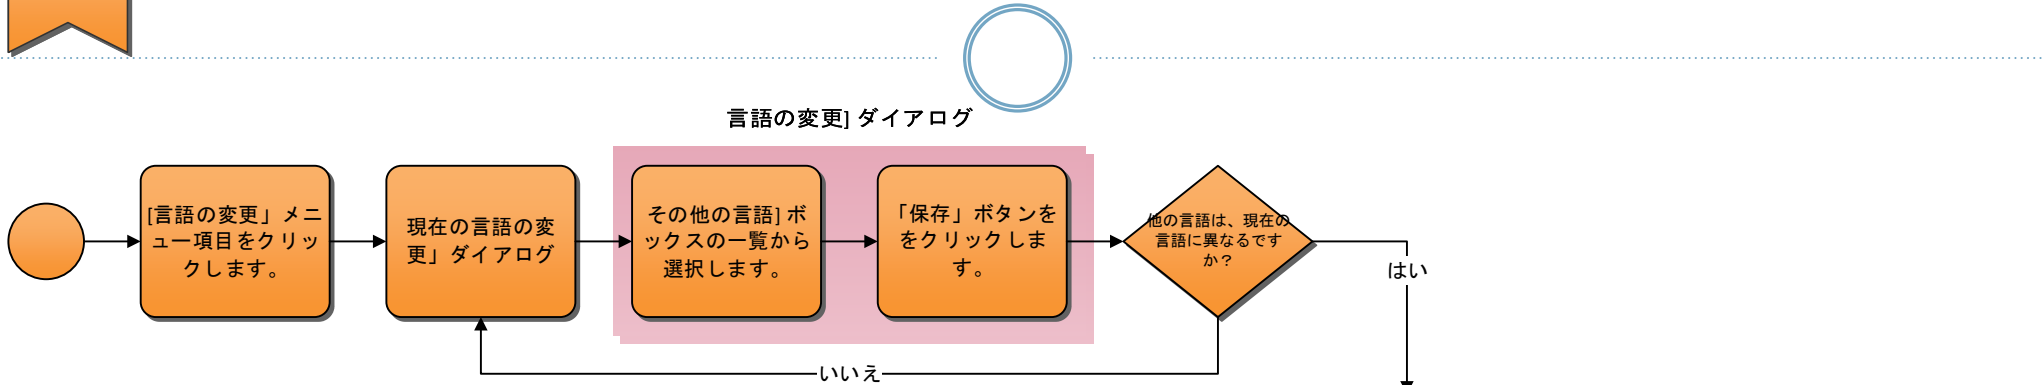 言語の変更] ダイアログ
[言語の変更」メニ
ュー項目をクリッ
クします。
現在の言語の変
更」ダイアログ
その他の言語] ボ
ックスの一覧から
選択します。
「保存」ボタンを
をクリックしま
す。
他の言語は、現在の
言語に異なるです
か？
はい
いいえ